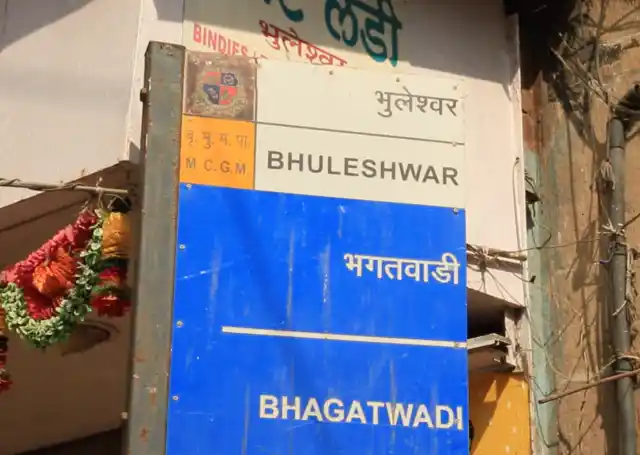 लेडी
BINDIES
भुलेश्वर
भुलेश्वर
बृ. मु. म. पा.
M C.G.M.
BHULESHWAR
भगतवाडी
BHAGATWADI